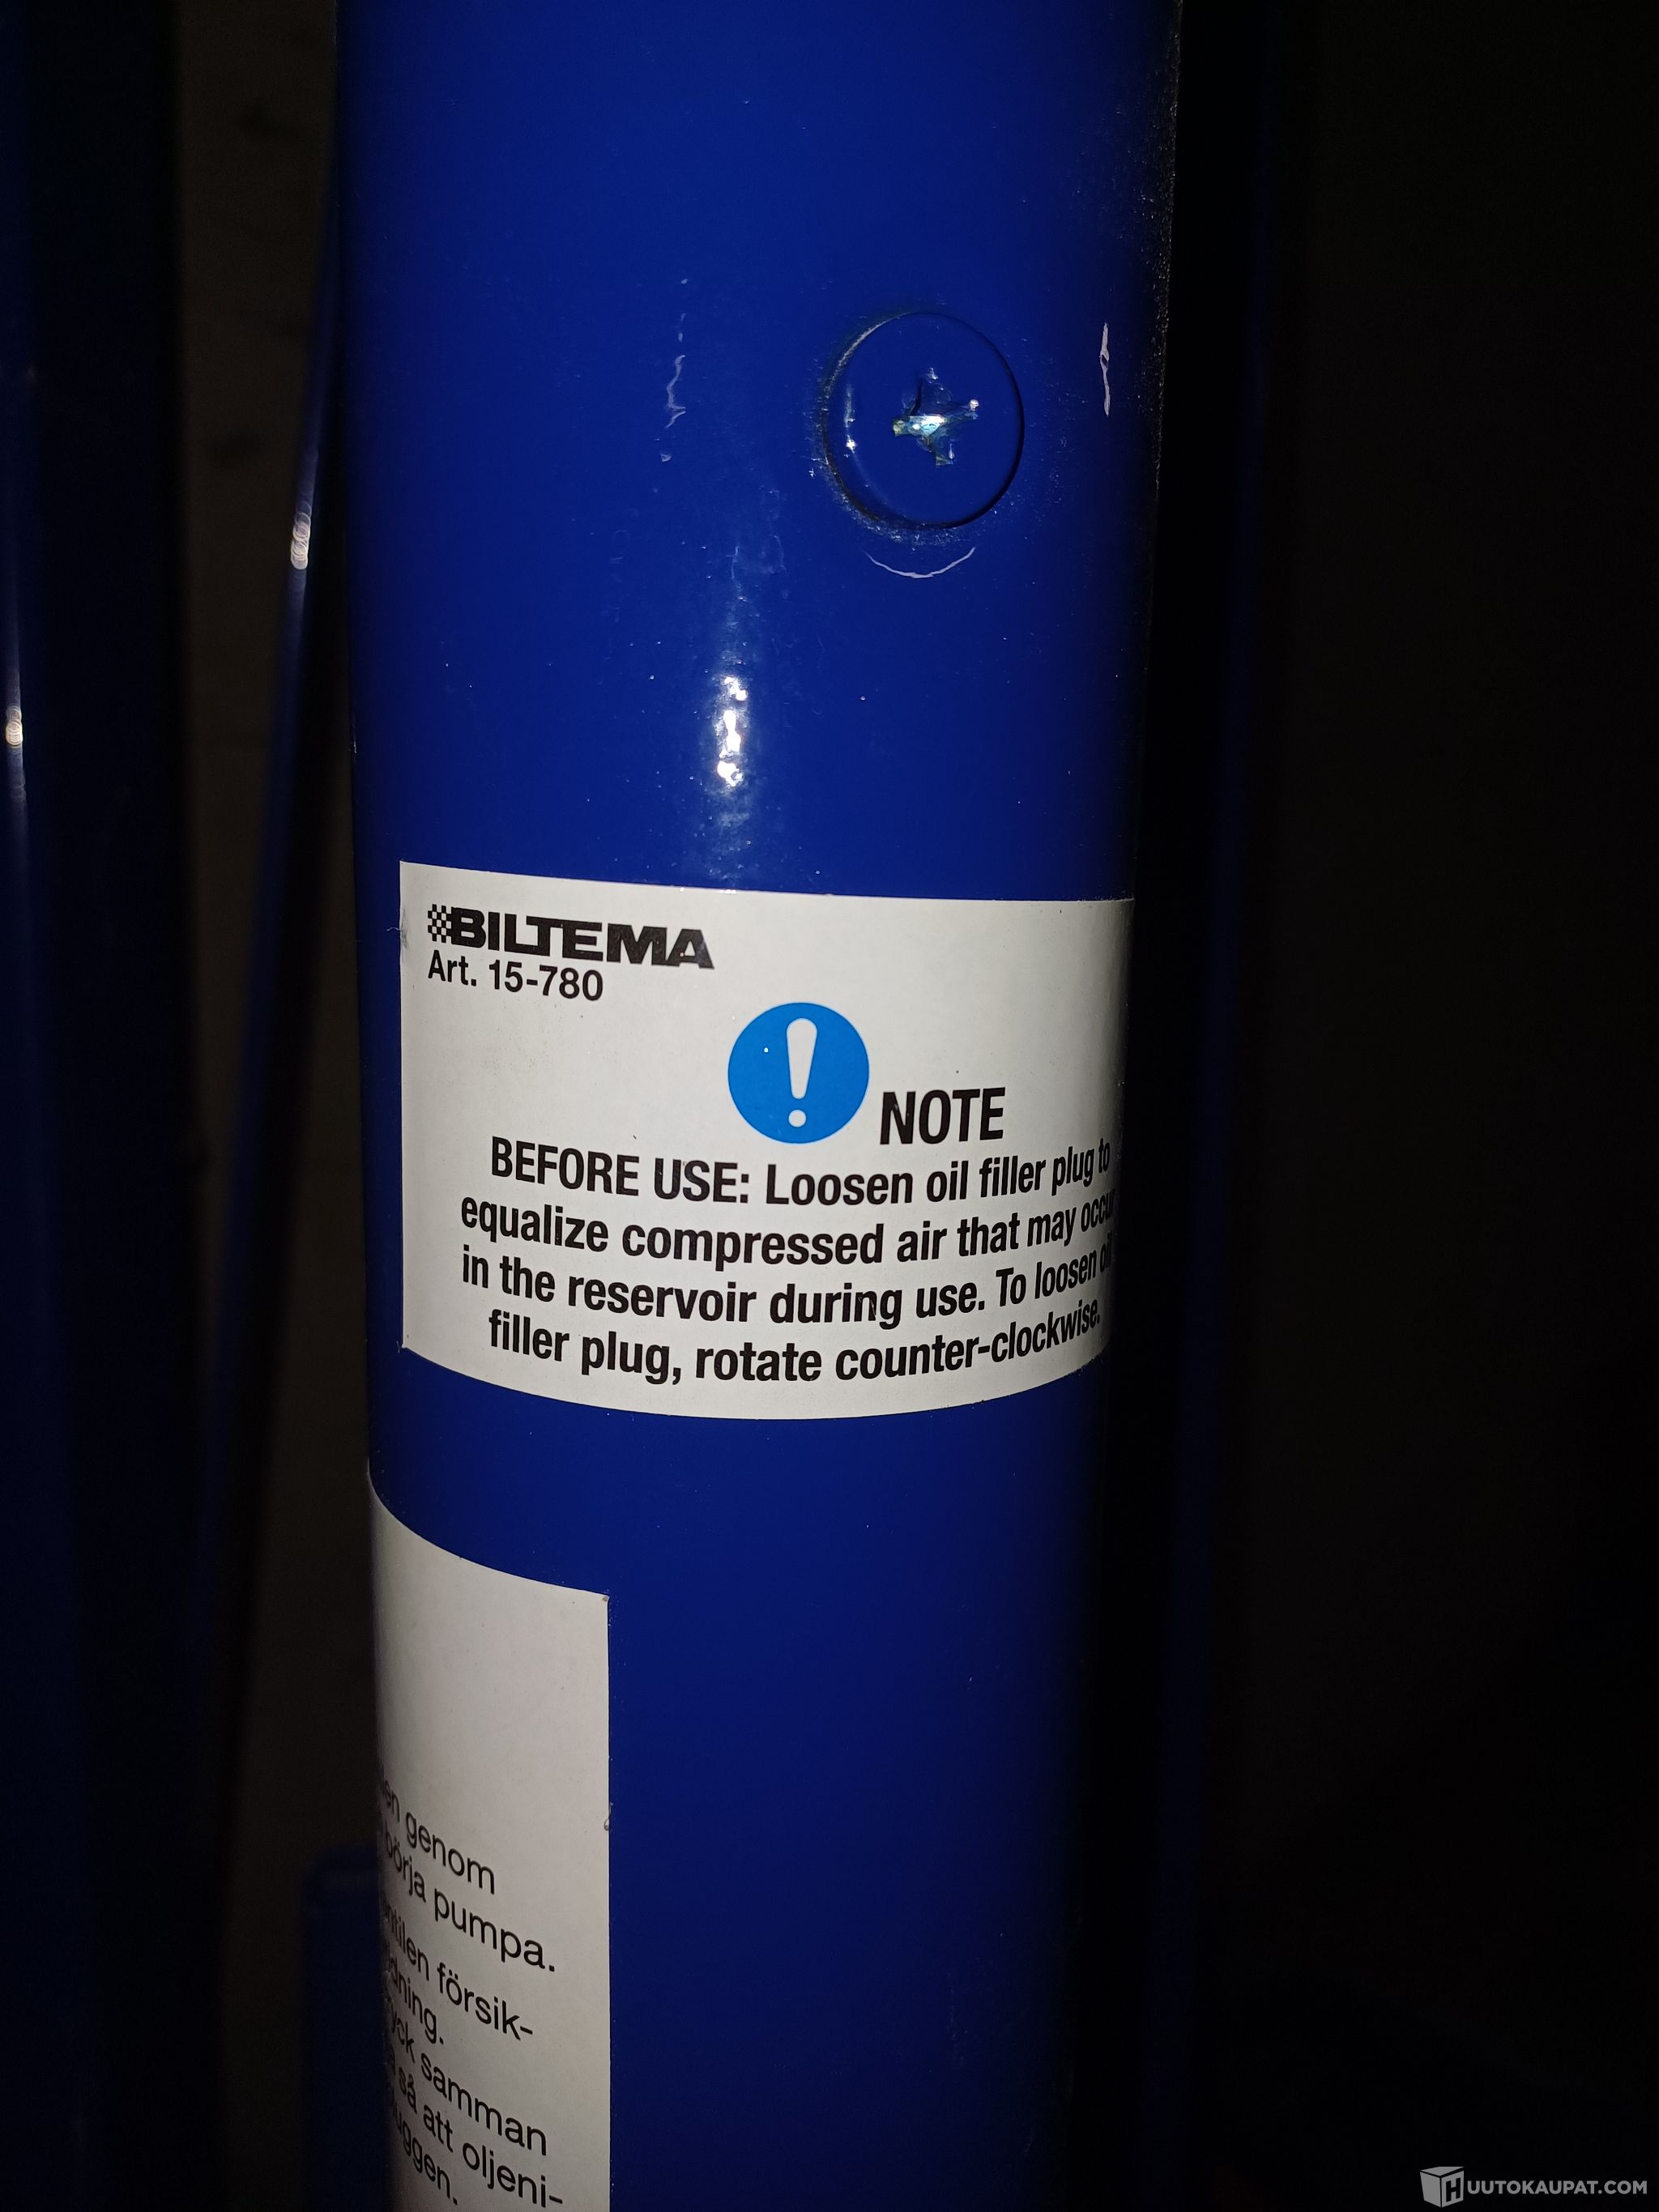 BILTEMA
Art. 15-780
NOTE
BEFORE USE: Loosen oil filler plug to
equalize compressed air that may occur
in the reservoir during use. To loosen oil
filler plug, rotate counter-clockwise.
genom
börja pumpa.
försik-
samman
så att oljeni-
HUUTOKAUPAT.COM